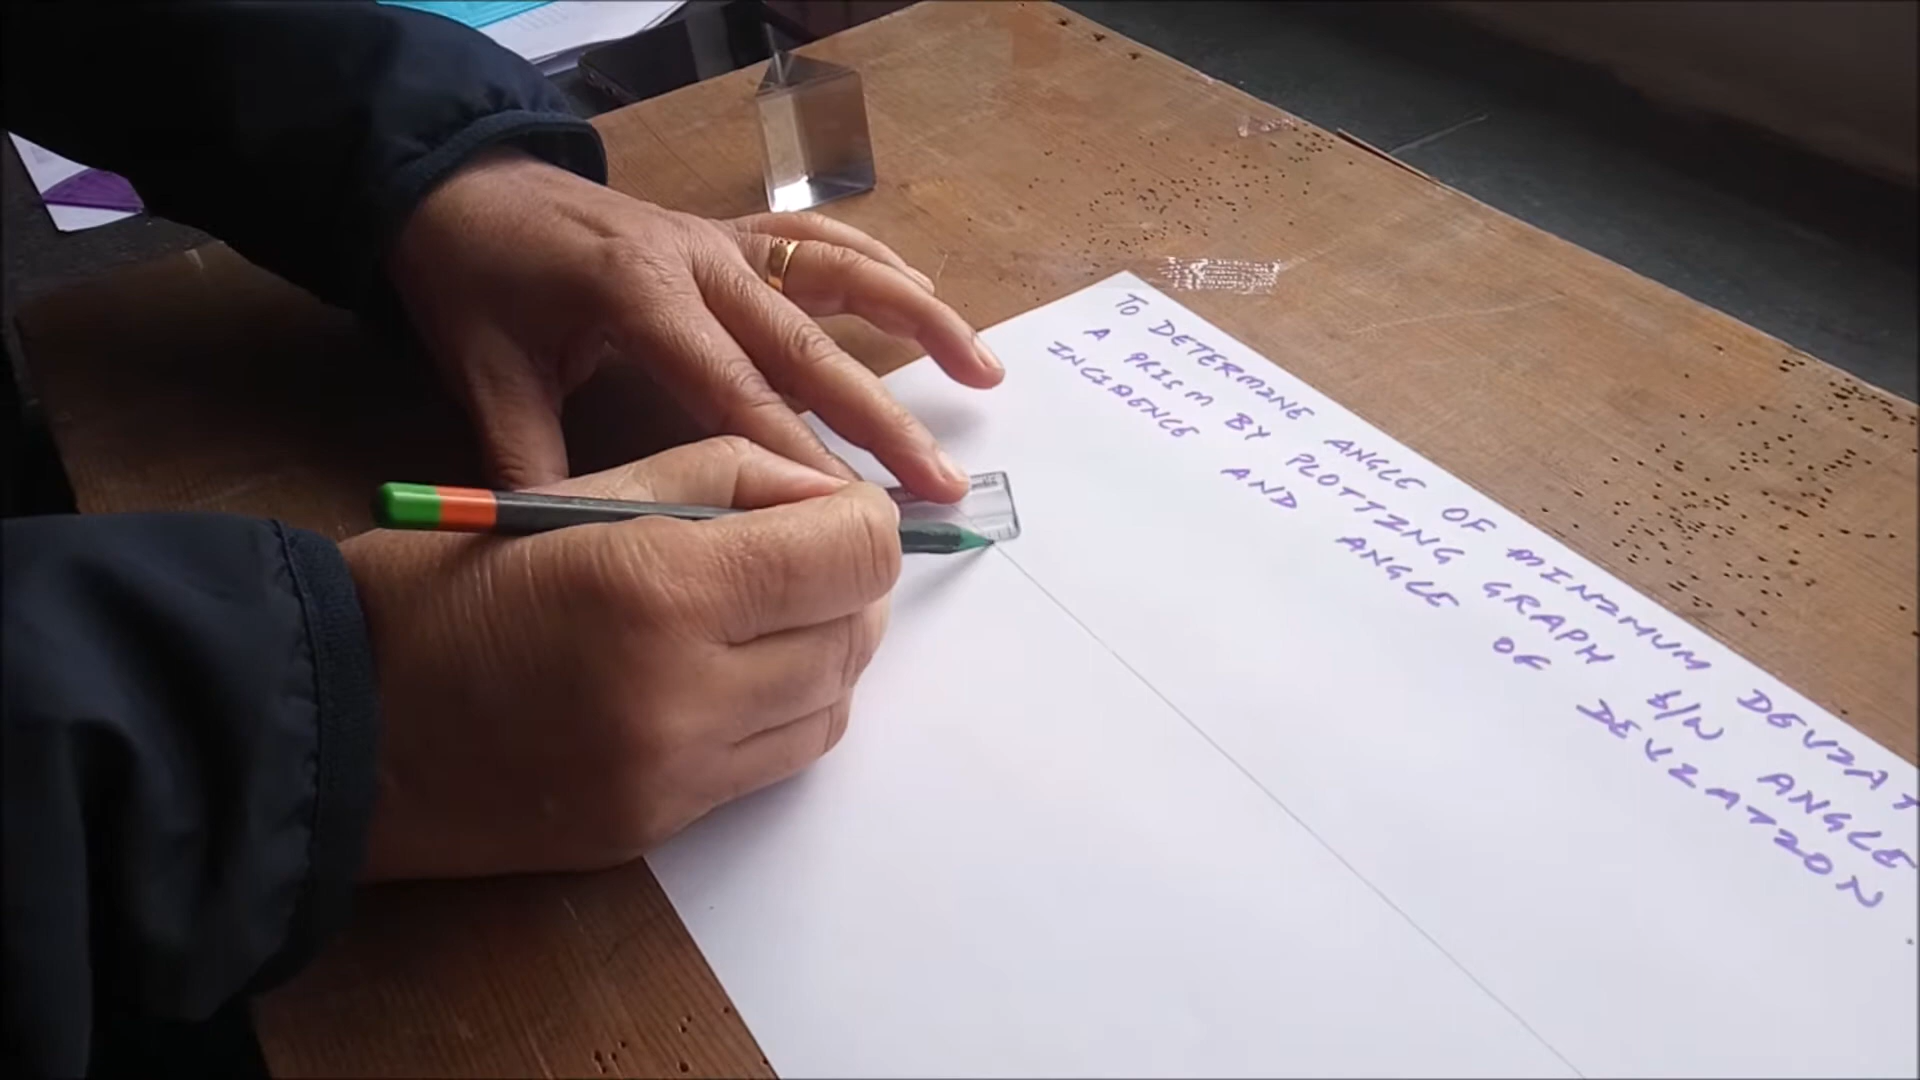 TO DETERMINE ANGLE OF MINIMUM DEVIAT
A PRISM BY PLOTTING GRAPH b/w ANGLE
INCIDENCE AND ANGLE OF DEVIATION